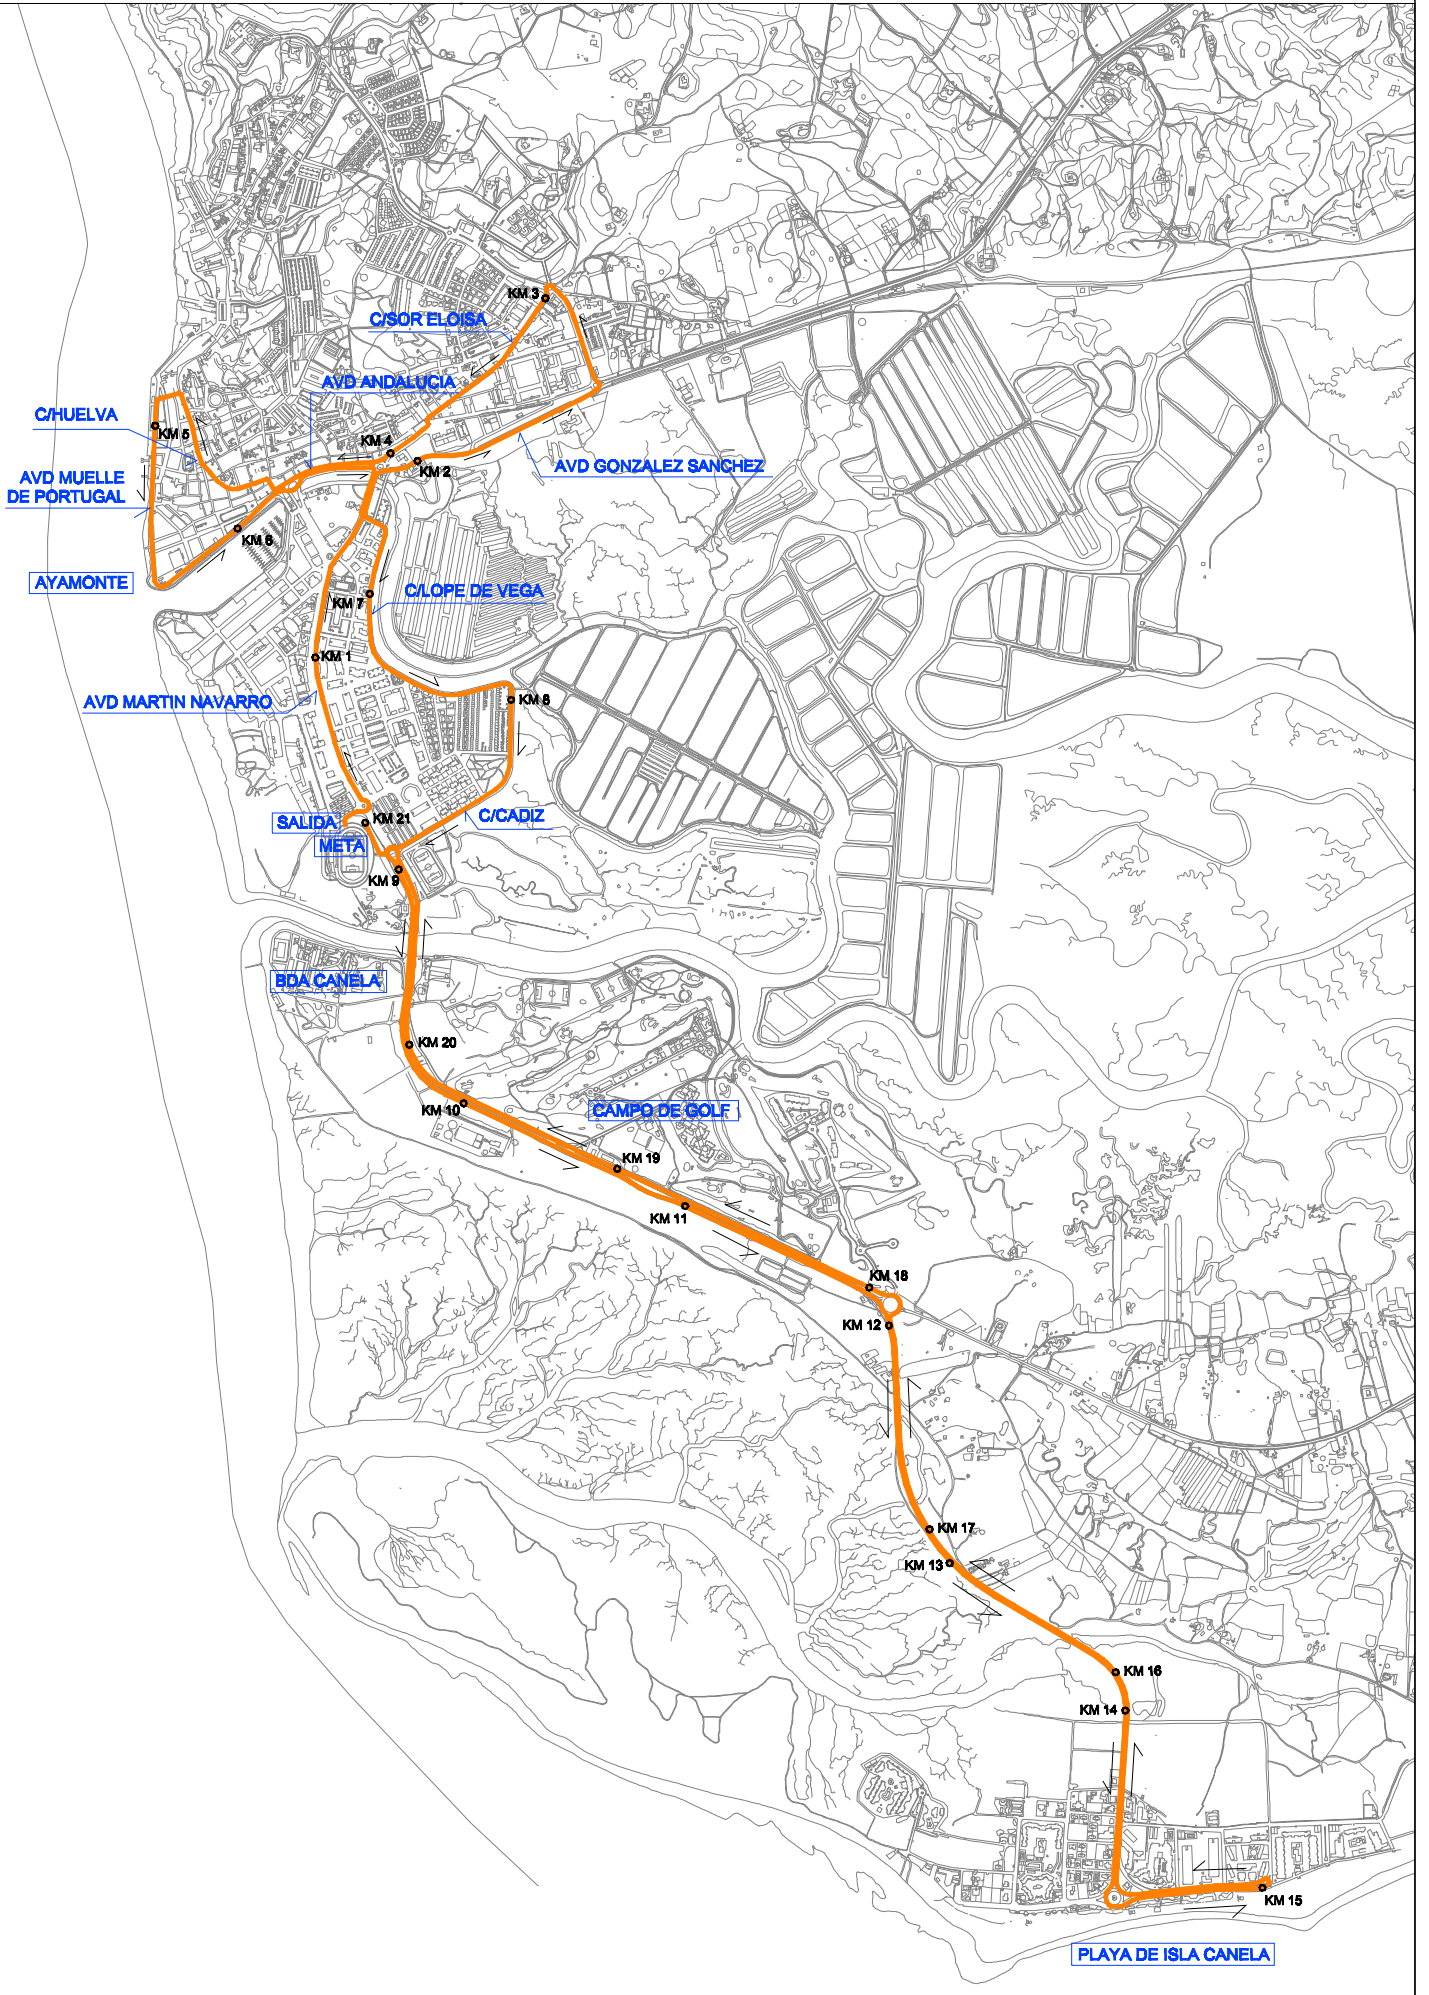 KM 3
C/SOR ELOISA
AVD ANDALUCIA
C/HUELVA
KM 5
KM 4
KM 2
AVD GONZALEZ SANCHEZ
AVD MUELLE
DE PORTUGAL
KM 6
AYAMONTE
KM 7
C/LOPE DE VEGA
KM 1
KM 8
AVD MARTIN NAVARRO
SALIDA
KM 21
C/CADIZ
META
KM 9
BDA CANELA
KM 20
KM 10
CAMPO DE GOLF
KM 19
KM 11
KM 18
KM 12
KM 17
KM 13
KM 16
KM 14
KM 15
PLAYA DE ISLA CANELA